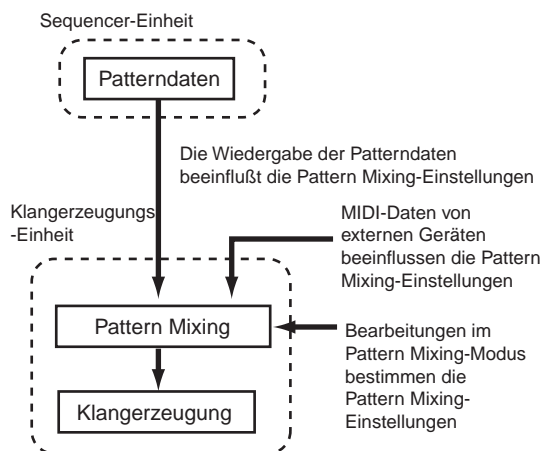 Sequencer-Einheit
Patterndaten
Die Wiedergabe der Patterndaten
beeinflußt die Pattern Mixing-Einstellungen
Klangerzeugungs
-Einheit
MIDI-Daten von
externen Geräten
beeinflussen die Pattern
Mixing-Einstellungen
Pattern Mixing
Bearbeitungen im
Pattern Mixing-Modus
bestimmen die
Pattern Mixing-
Einstellungen
Klangerzeugung